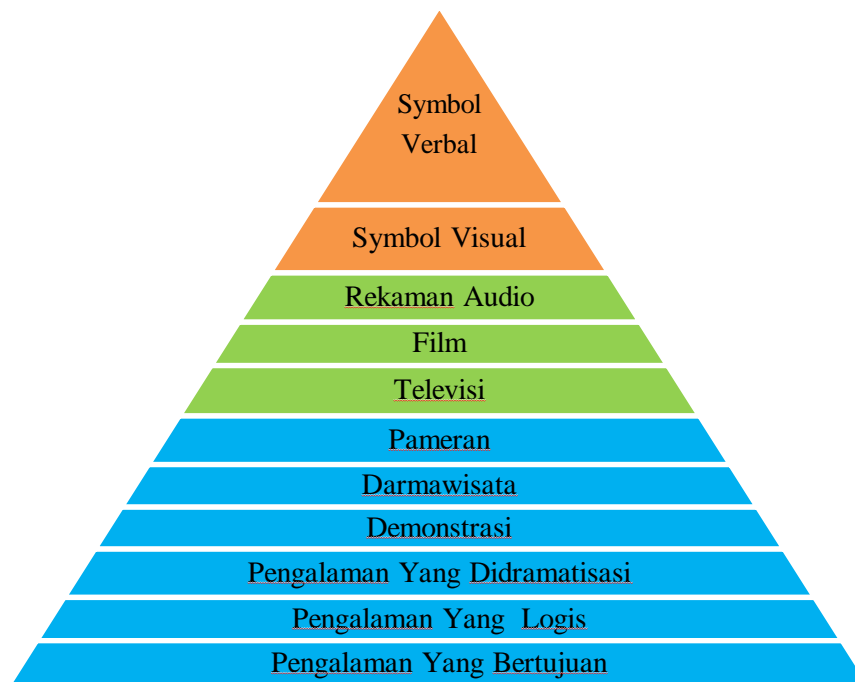 Symbol
Verbal
Symbol Visual
Rekaman Audio
Film
Televisi
Pameran
Darmawisata
Demonstrasi
Pengalaman Yang Didramatisasi
Pengalaman Yang Logis
Pengalaman Yang Bertujuan